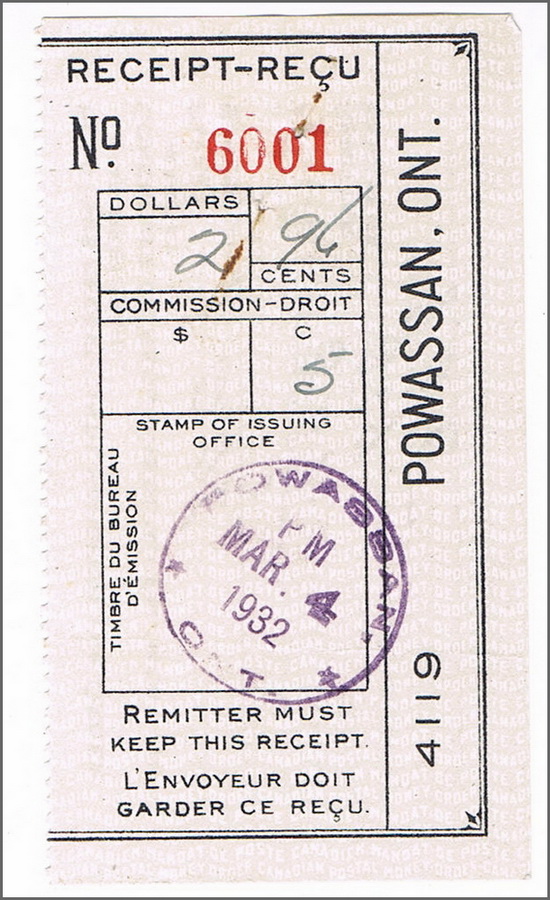 RECEIPT-REÇU
Nº 6001
DOLLARS
2 96
CENTS
COMMISSION-DROIT
$ C
5
STAMP OF ISSUING
OFFICE
TIMBRE DU BUREAU
D'ÉMISSION
POWASSAN,
PM
MAR. 4
1932
ONT.
REMITTER MUST
KEEP THIS RECEIPT.
L'ENVOYEUR DOIT
GARDER CE REÇU.
POWASSAN, ONT.
4119